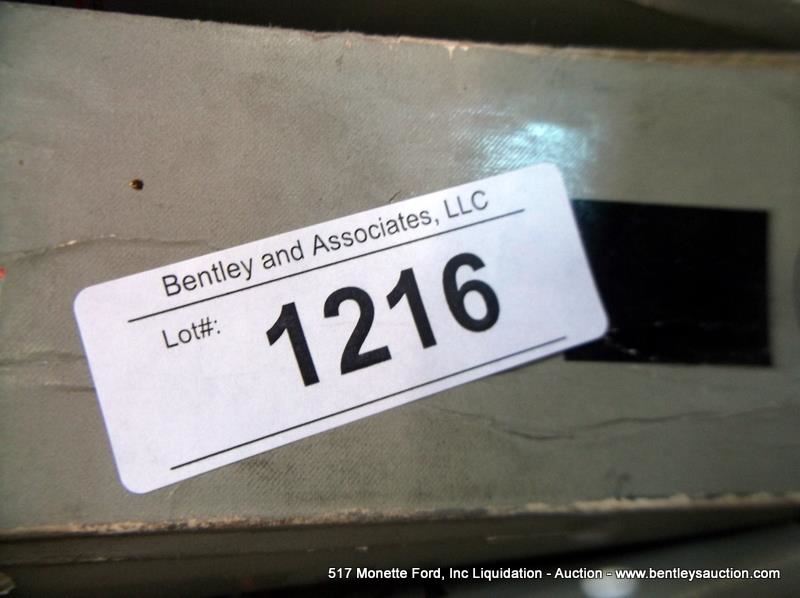 Bentley and Associates, LLC
Lot#: 1216
517 Monette Ford, Inc Liquidation - Auction - www.bentleysauction.com